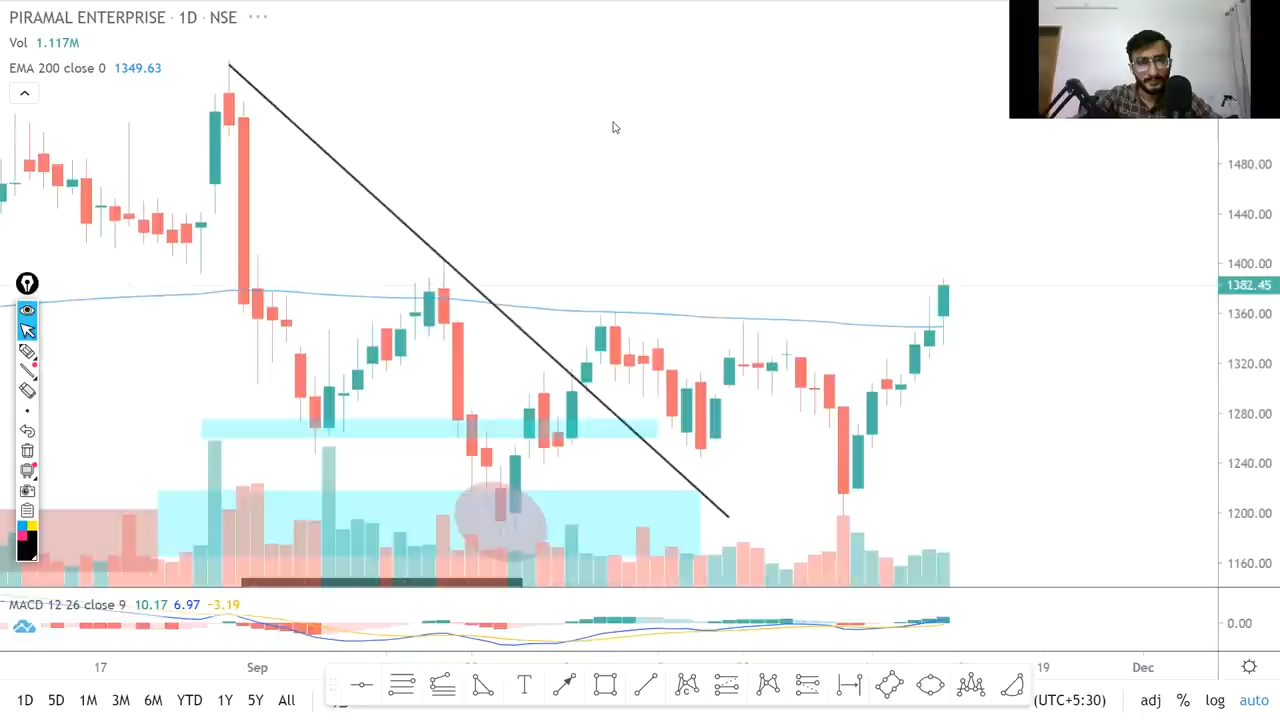 PIRAMAL ENTERPRISE · 1D · NSE
Vol 1.117M
EMA 200 close 0 1349.63
1480.00
1440.00
1400.00
1382.45
1360.00
1320.00
1280.00
1240.00
1200.00
1160.00
MACD 12 26 close 9 10.17 6.97 −3.19
0.00
17 Sep 19 Dec
1D 5D 1M 3M 6M YTD 1Y 5Y All (UTC+5:30) adj % log auto